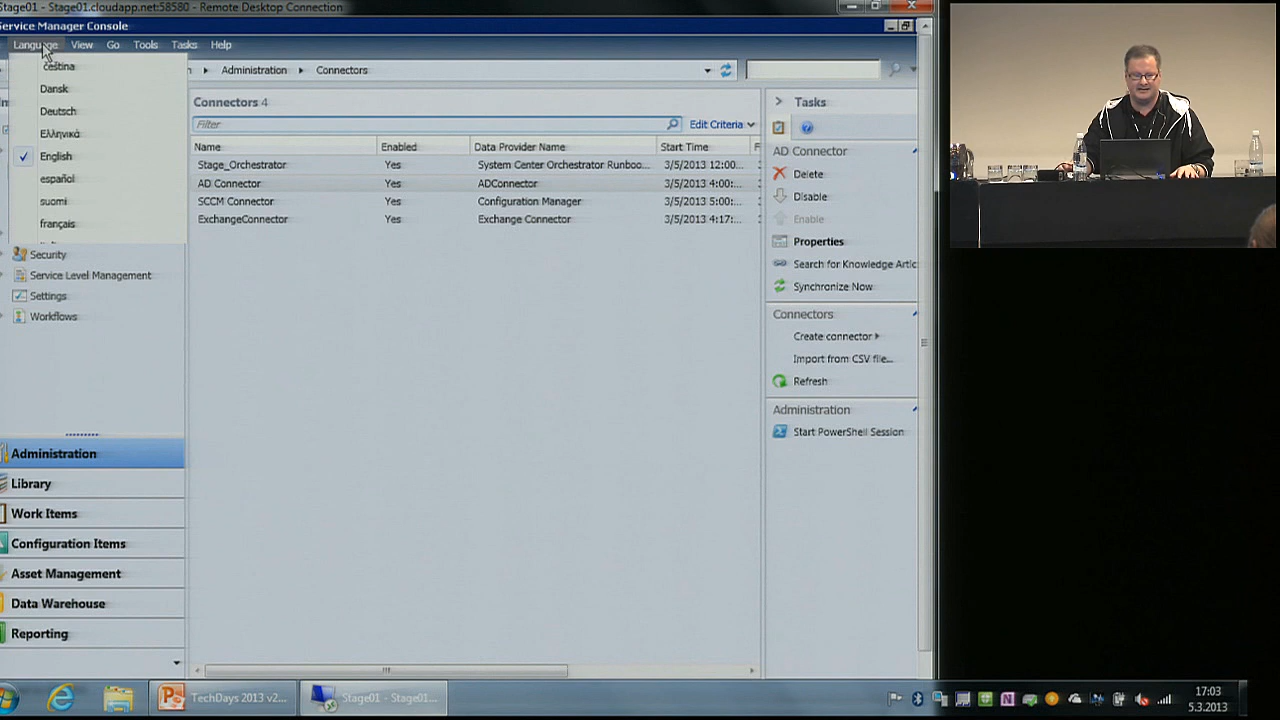 Stage01 - Stage01.cloudapp.net:58580 - Remote Desktop Connection
Service Manager Console
Language View Go Tools Tasks Help
Administration Connectors
čeština
Dansk
Deutsch
Ελληνικά
English
español
suomi
français
Security
Service Level Management
Settings
Workflows
Administration
Library
Work Items
Configuration Items
Asset Management
Data Warehouse
Reporting
Connectors 4
Filter
Edit Criteria
Name Enabled Data Provider Name Start Time
Stage_Orchestrator Yes System Center Orchestrator Runboo... 3/5/2013 12:00...
AD Connector Yes ADConnector 3/5/2013 4:00:...
SCCM Connector Yes Configuration Manager 3/5/2013 5:00:...
ExchangeConnector Yes Exchange Connector 3/5/2013 4:17:...
Tasks
AD Connector
Delete
Disable
Enable
Properties
Search for Knowledge Artic
Synchronize Now
Connectors
Create connector
Import from CSV file...
Refresh
Administration
Start PowerShell Session
TechDays 2013 v2...
Stage01 - Stage01...
17:03
5.3.2013